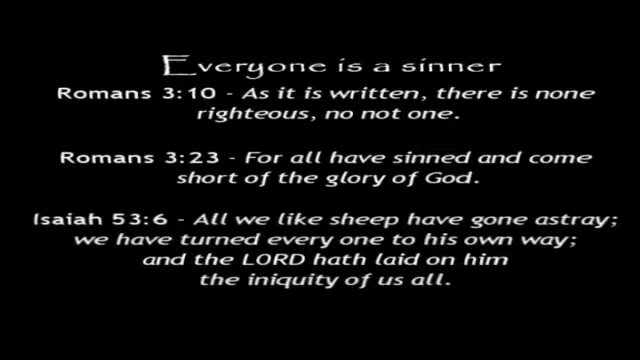 Everyone is a sinner
Romans 3:10 - As it is written, there is none
righteous, no not one.
Romans 3:23 - For all have sinned and come
short of the glory of God.
Isaiah 53:6 - All we like sheep have gone astray;
we have turned every one to his own way;
and the LORD hath laid on him
the iniquity of us all.